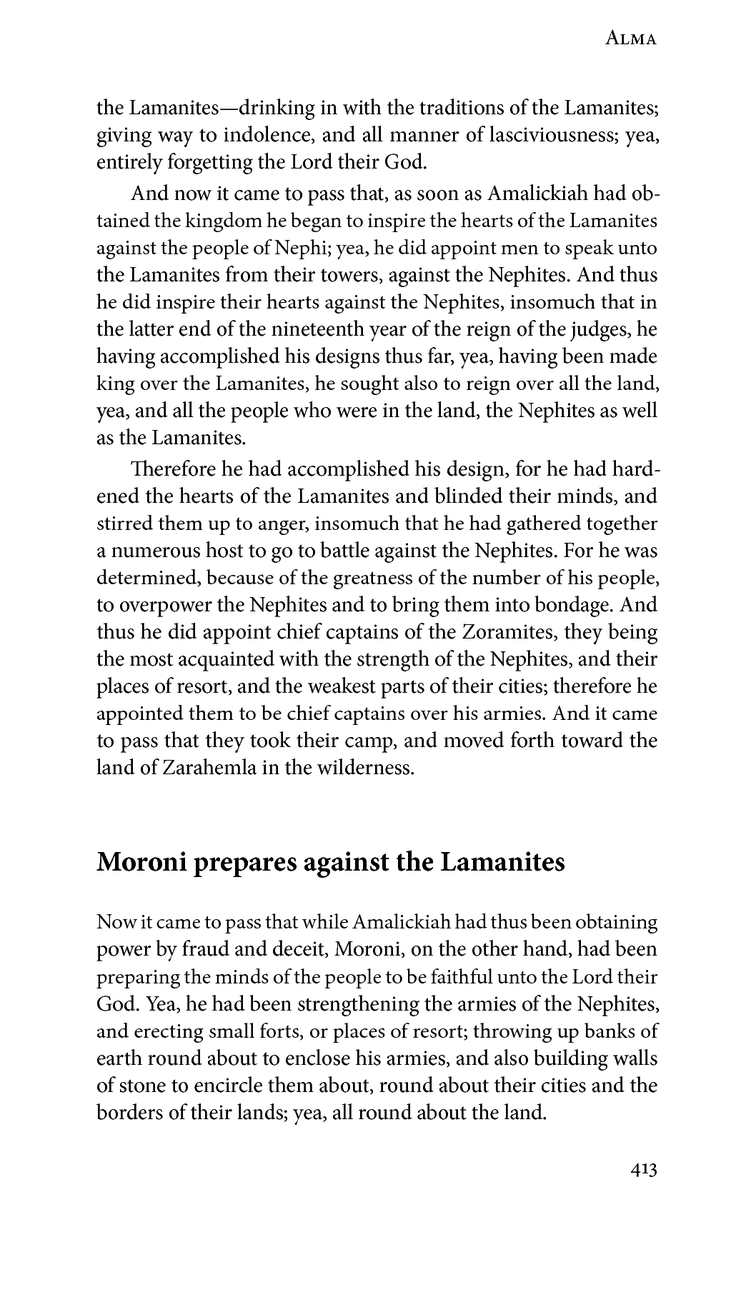 Alma
the Lamanites—drinking in with the traditions of the Lamanites;
giving way to indolence, and all manner of lasciviousness; yea,
entirely forgetting the Lord their God.
And now it came to pass that, as soon as Amalickiah had ob-
tained the kingdom he began to inspire the hearts of the Lamanites
against the people of Nephi; yea, he did appoint men to speak unto
the Lamanites from their towers, against the Nephites. And thus
he did inspire their hearts against the Nephites, insomuch that in
the latter end of the nineteenth year of the reign of the judges, he
having accomplished his designs thus far, yea, having been made
king over the Lamanites, he sought also to reign over all the land,
yea, and all the people who were in the land, the Nephites as well
as the Lamanites.
Therefore he had accomplished his design, for he had hard-
ened the hearts of the Lamanites and blinded their minds, and
stirred them up to anger, insomuch that he had gathered together
a numerous host to go to battle against the Nephites. For he was
determined, because of the greatness of the number of his people,
to overpower the Nephites and to bring them into bondage. And
thus he did appoint chief captains of the Zoramites, they being
the most acquainted with the strength of the Nephites, and their
places of resort, and the weakest parts of their cities; therefore he
appointed them to be chief captains over his armies. And it came
to pass that they took their camp, and moved forth toward the
land of Zarahemla in the wilderness.
Moroni prepares against the Lamanites
Now it came to pass that while Amalickiah had thus been obtaining
power by fraud and deceit, Moroni, on the other hand, had been
preparing the minds of the people to be faithful unto the Lord their
God. Yea, he had been strengthening the armies of the Nephites,
and erecting small forts, or places of resort; throwing up banks of
earth round about to enclose his armies, and also building walls
of stone to encircle them about, round about their cities and the
borders of their lands; yea, all round about the land.
413